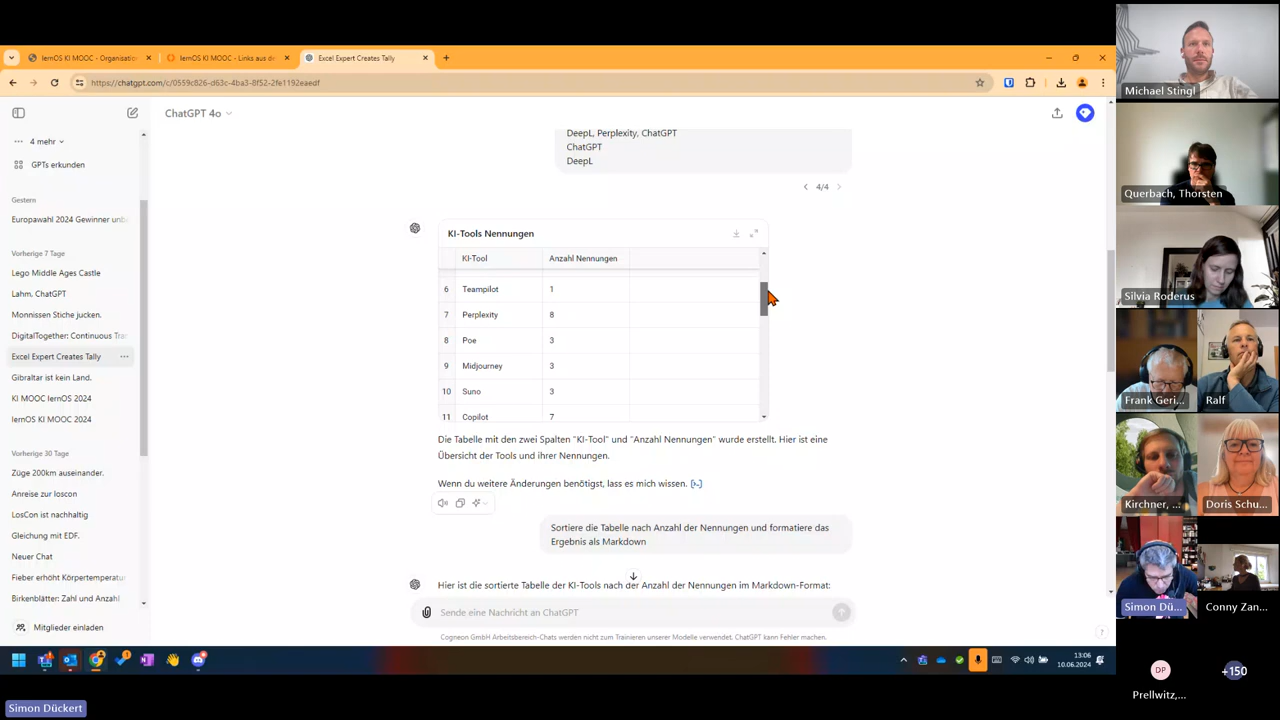 lernOS KI MOOC - Organisatio
lernOS KI MOOC - Links aus de
Excel Expert Creates Tally
https://chatgpt.com/c/0559c826-d63c-4ba3-8f52-2fe1192eaedf
ChatGPT 4o
4 mehr
GPTs erkunden
Gestern
Europawahl 2024 Gewinner unb
Vorherige 7 Tage
Lego Middle Ages Castle
Lahm, ChatGPT
Monnissen Stiche jucken.
DigitalTogether: Continuous Tra
Excel Expert Creates Tally
Gibraltar ist kein Land.
KI MOOC lernOS 2024
lernOS KI MOOC 2024
Vorherige 30 Tage
Züge 200km auseinander.
Anreise zur loscon
LosCon ist nachhaltig
Gleichung mit EDF.
Neuer Chat
Fieber erhöht Körpertemperatu
Birkenblätter: Zahl und Anzahl
Mitglieder einladen
DeepL, Perplexity, ChatGPT
ChatGPT
DeepL
4/4
KI-Tools Nennungen
KI-Tool Anzahl Nennungen
6 Teampilot 1
7 Perplexity 8
8 Poe 3
9 Midjourney 3
10 Suno 3
11 Copilot 7
Die Tabelle mit den zwei Spalten "KI-Tool" und "Anzahl Nennungen" wurde erstellt. Hier ist eine
Übersicht der Tools und ihrer Nennungen.
Wenn du weitere Änderungen benötigst, lass es mich wissen. [>-]
Sortiere die Tabelle nach Anzahl der Nennungen und formatiere das
Ergebnis als Markdown
Hier ist die sortierte Tabelle der KI-Tools nach der Anzahl der Nennungen im Markdown-Format:
Sende eine Nachricht an ChatGPT
Cogneon GmbH Arbeitsbereich-Chats werden nicht zum Trainieren unserer Modelle verwendet. ChatGPT kann Fehler machen.
?
13:06
10.06.2024
Simon Dückert
Michael Stingl
Querbach, Thorsten
Silvia Roderus
Frank Geri...
Ralf
Kirchner, ...
Doris Schu...
Simon Dü...
Conny Zan...
DP
Prellwitz,...
+150